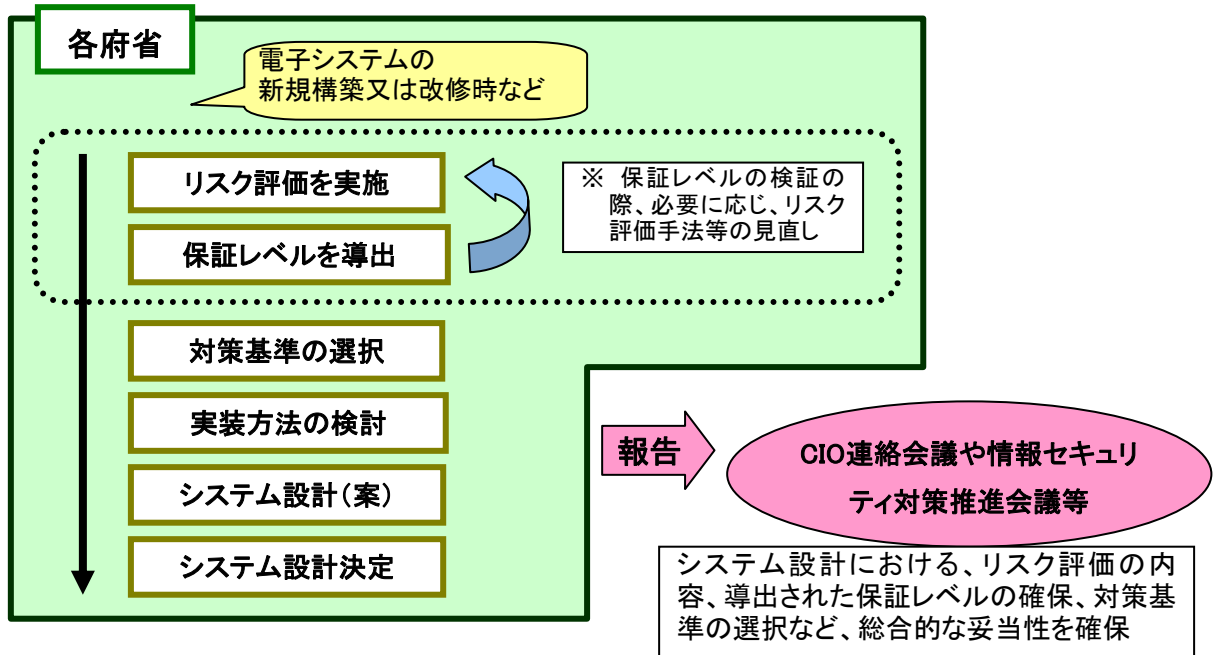 各府省
電子システムの
新規構築又は改修時など
リスク評価を実施
保証レベルを導出
※ 保証レベルの検証の
際、必要に応じ、リスク
評価手法等の見直し
対策基準の選択
実装方法の検討
システム設計(案)
システム設計決定
報告
CIO連絡会議や情報セキュリ
ティ対策推進会議等
システム設計における、リスク評価の内
容、導出された保証レベルの確保、対策基
準の選択など、総合的な妥当性を確保